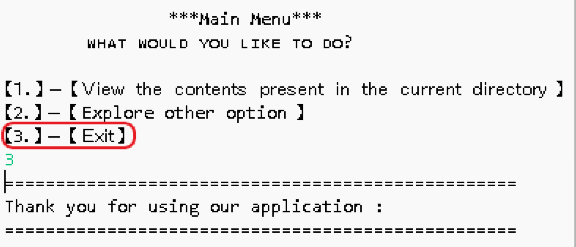 ***Main Menu***
WHAT WOULD YOU LIKE TO DO?
【1.】—【View the contents present in the current directory 】
【2.】—【Explore other option 】
【3.】—【Exit】
3
==================================================
Thank you for using our application :
==================================================